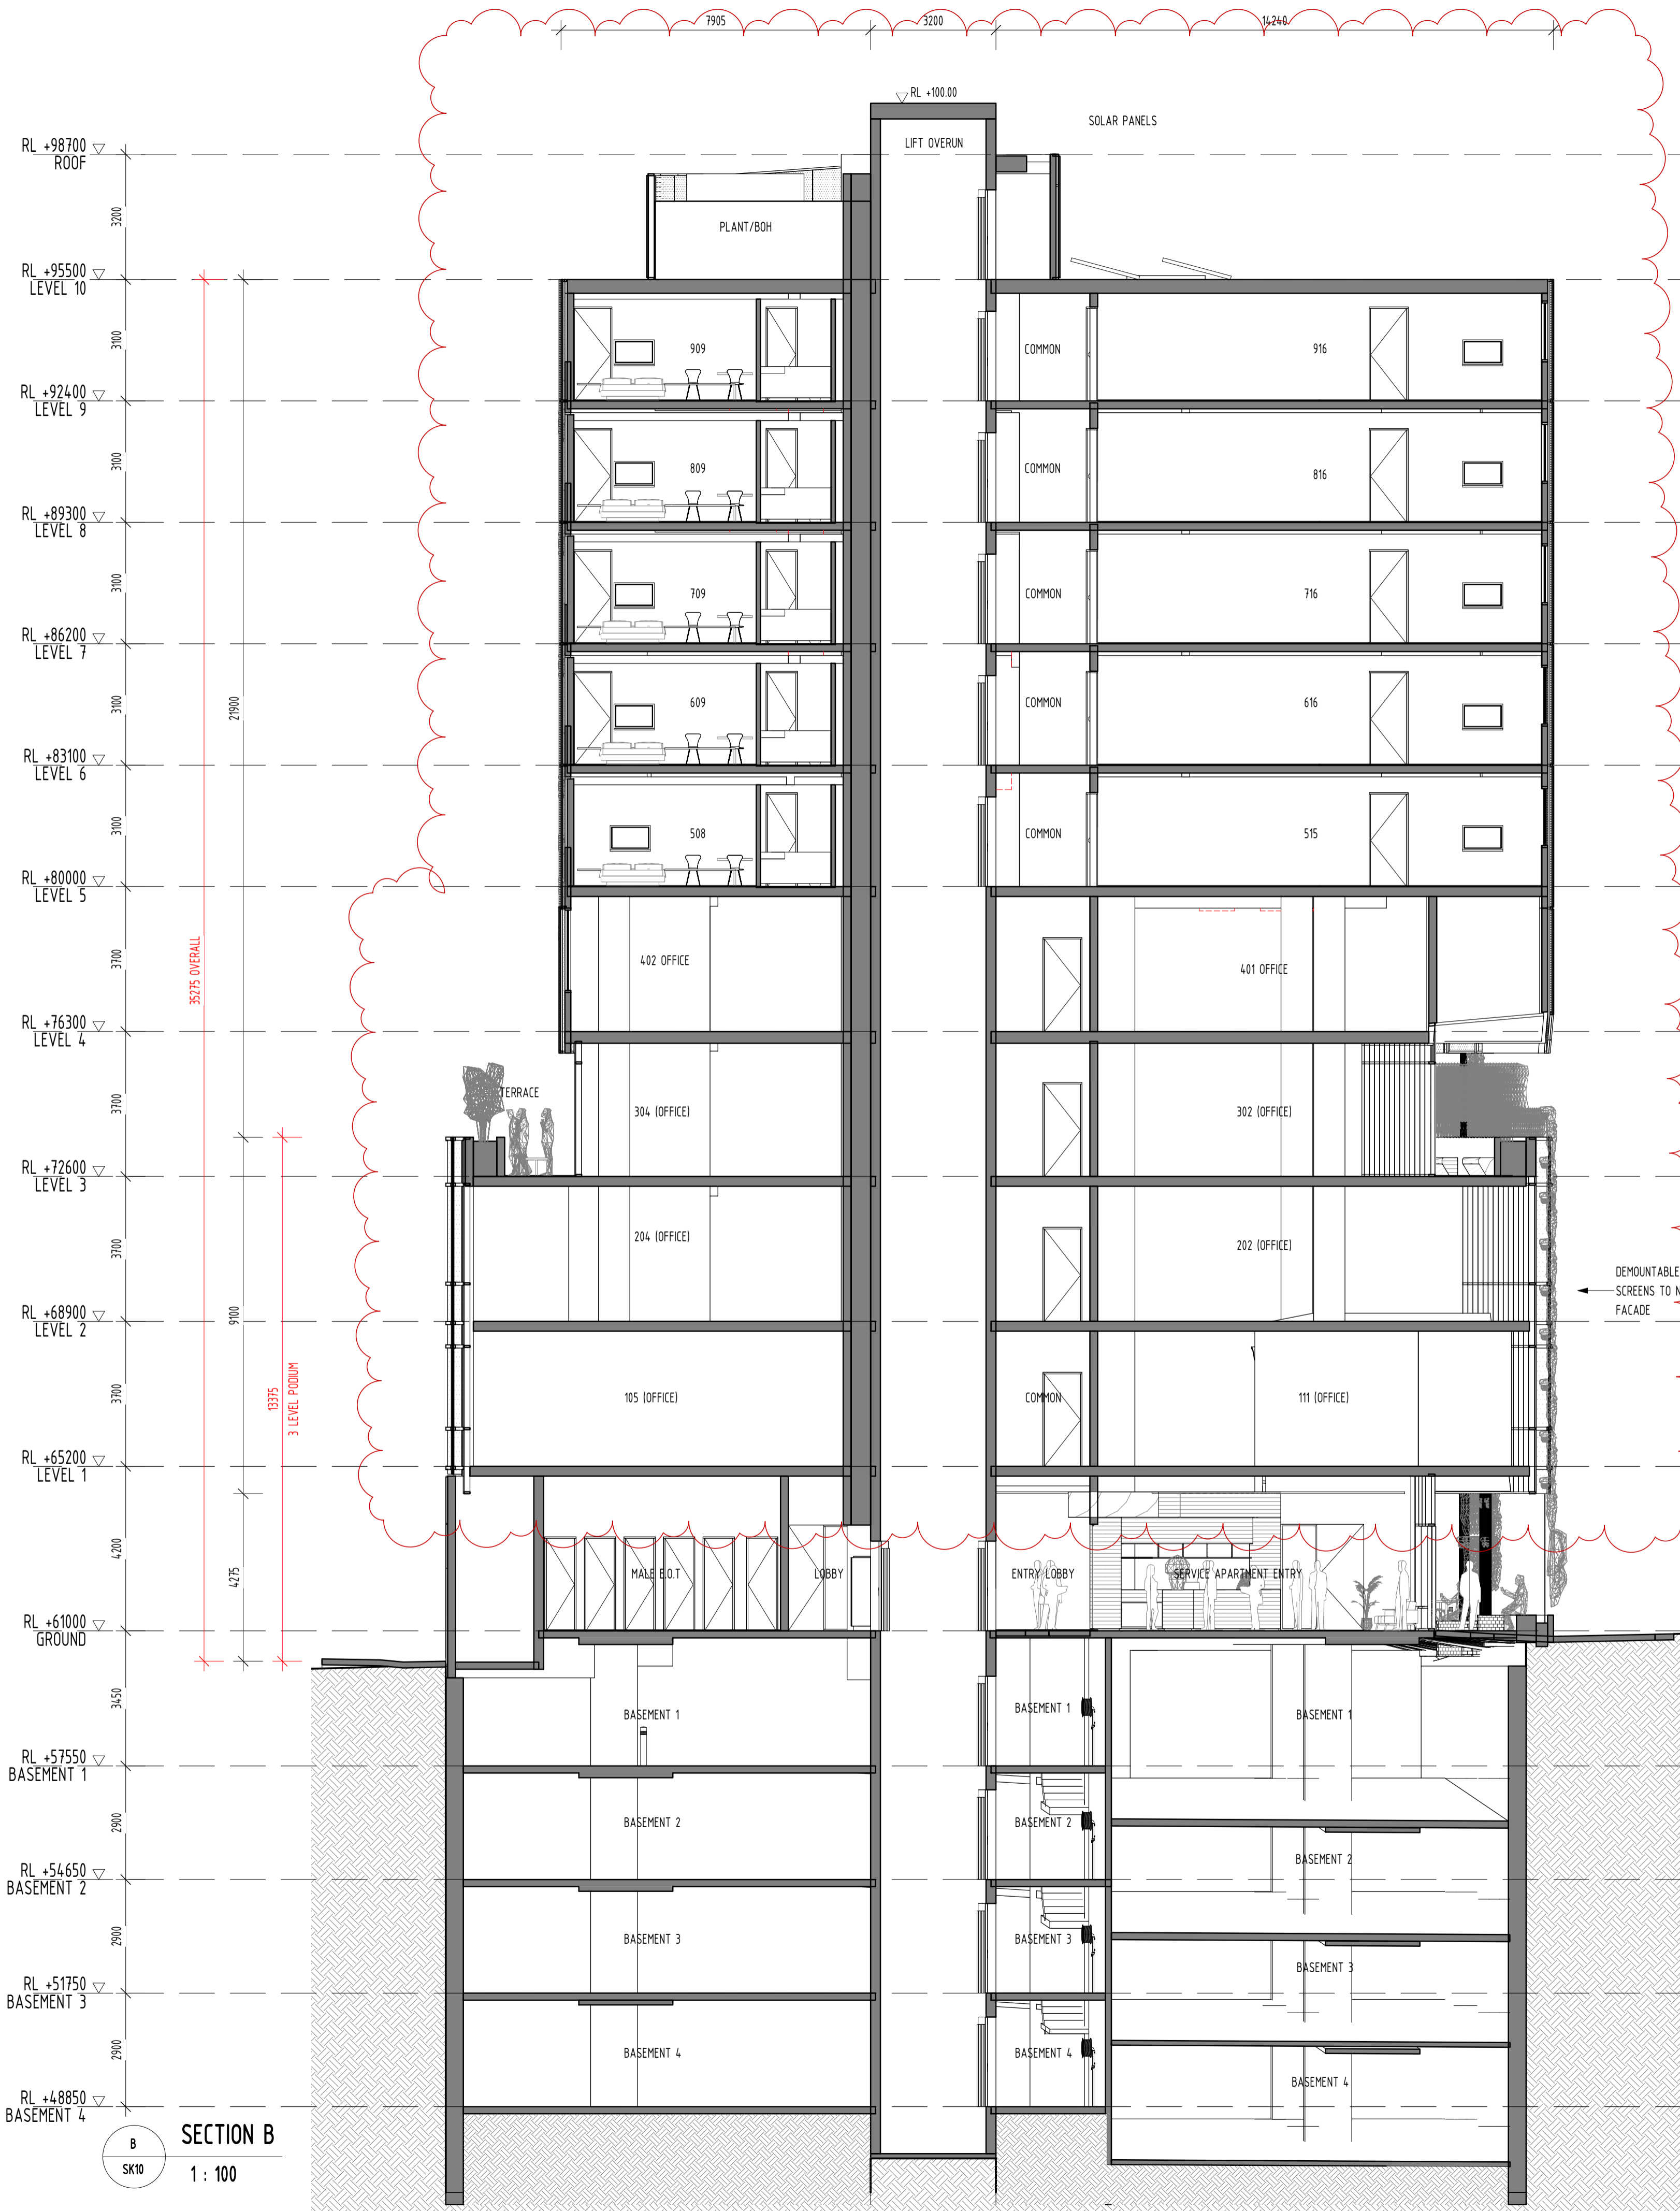 7905
3200
14240
RL +100.00
SOLAR PANELS
LIFT OVERUN
RL +98700
ROOF
3200
PLANT/BOH
RL +95500
LEVEL 10
3100
909
COMMON
916
RL +92400
LEVEL 9
3100
809
COMMON
816
RL +89300
LEVEL 8
3100
709
COMMON
716
RL +86200
LEVEL 7
3100
21900
609
COMMON
616
RL +83100
LEVEL 6
3100
508
COMMON
515
RL +80000
LEVEL 5
3700
35275 OVERALL
402 OFFICE
401 OFFICE
RL +76300
LEVEL 4
3700
TERRACE
304 (OFFICE)
302 (OFFICE)
RL +72600
LEVEL 3
3700
204 (OFFICE)
202 (OFFICE)
DEMOUNTABLE
SCREENS TO N
FACADE
RL +68900
LEVEL 2
9100
3700
13375
3 LEVEL PODIUM
105 (OFFICE)
COMMON
111 (OFFICE)
RL +65200
LEVEL 1
4200
4275
MALE E.O.T
LOBBY
ENTRY LOBBY
SERVICE APARTMENT ENTRY
RL +61000
GROUND
3450
BASEMENT 1
BASEMENT 1
BASEMENT 1
RL +57550
BASEMENT 1
2900
BASEMENT 2
BASEMENT 2
BASEMENT 2
RL +54650
BASEMENT 2
2900
BASEMENT 3
BASEMENT 3
BASEMENT 3
RL +51750
BASEMENT 3
2900
BASEMENT 4
BASEMENT 4
BASEMENT 4
RL +48850
BASEMENT 4
B
SK10
SECTION B
1 : 100